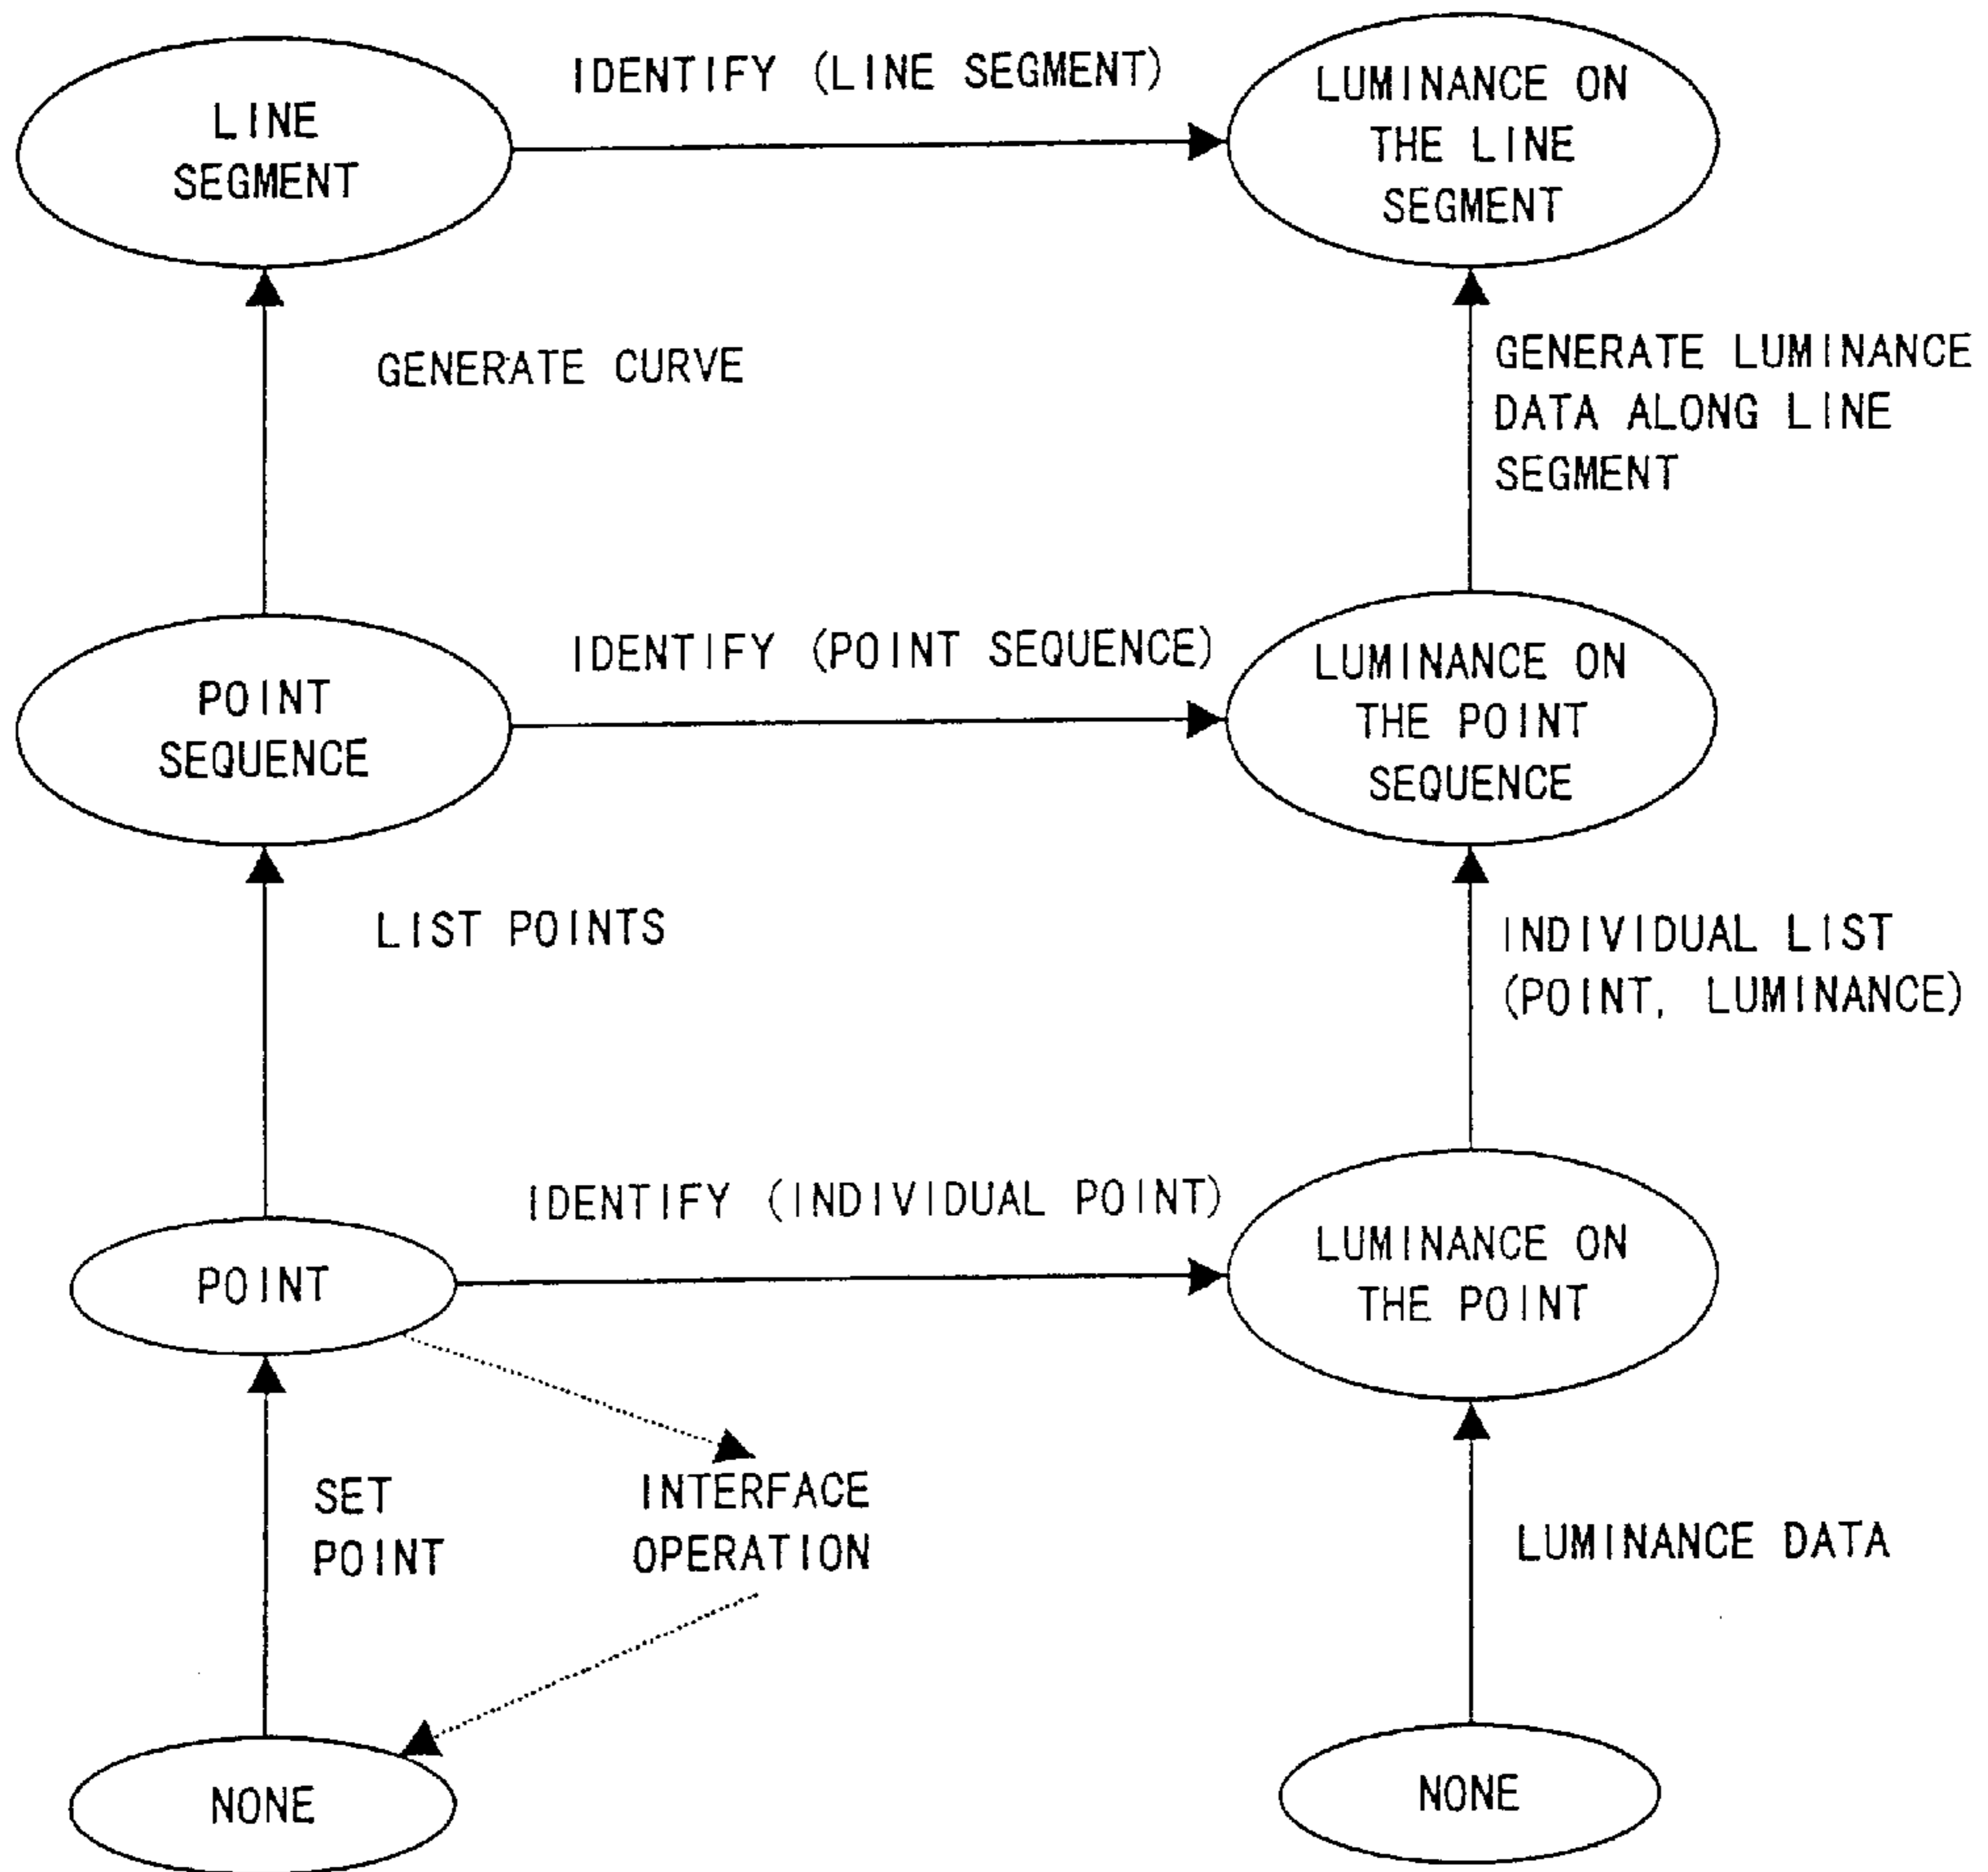 LINE
SEGMENT
IDENTIFY (LINE SEGMENT)
LUMINANCE ON
THE LINE
SEGMENT
GENERATE CURVE
GENERATE LUMINANCE
DATA ALONG LINE
SEGMENT
POINT
SEQUENCE
IDENTIFY (POINT SEQUENCE)
LUMINANCE ON
THE POINT
SEQUENCE
LIST POINTS
INDIVIDUAL LIST
(POINT, LUMINANCE)
POINT
IDENTIFY (INDIVIDUAL POINT)
LUMINANCE ON
THE POINT
SET
POINT
INTERFACE
OPERATION
LUMINANCE DATA
NONE
NONE